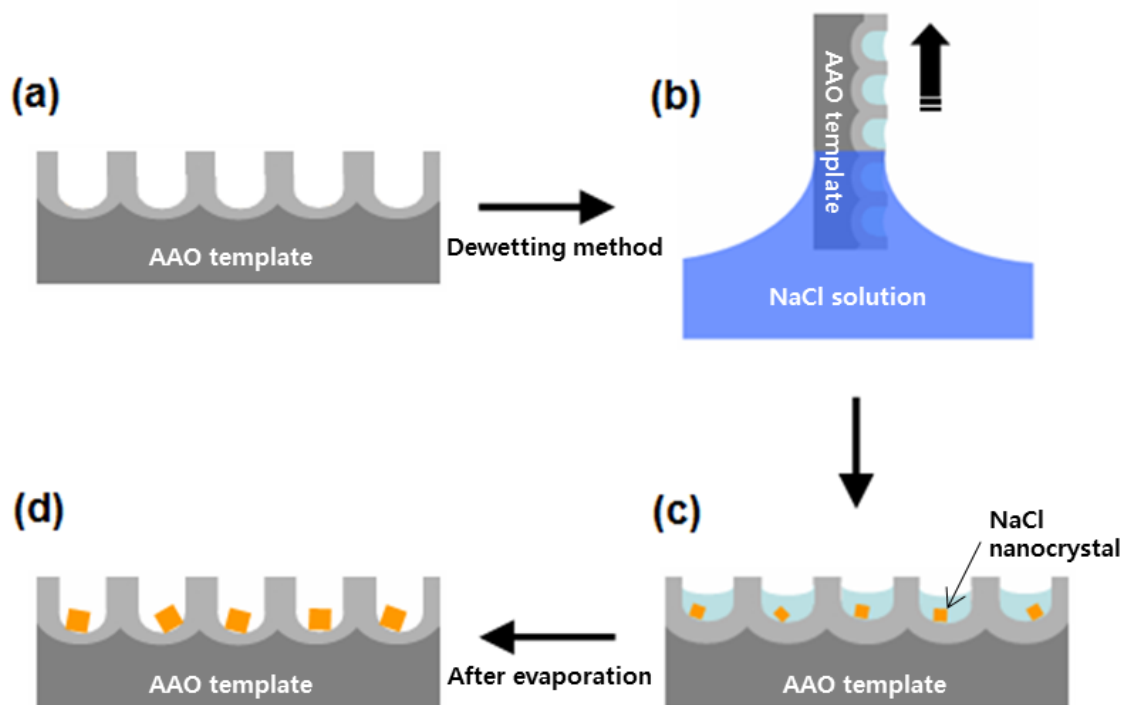 (a)
AAO template
Dewetting method
(b)
AAO template
NaCl solution
(c)
NaCl
nanocrystal
AAO template
After evaporation
(d)
AAO template